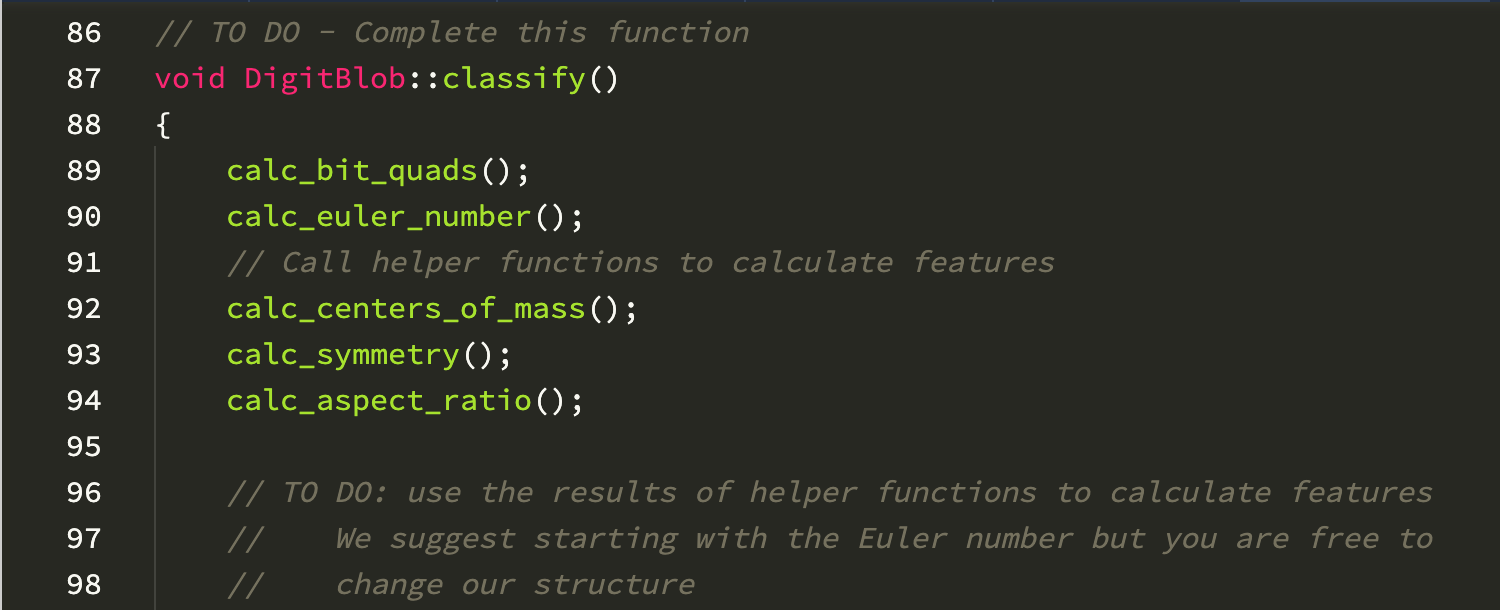 86 // TO DO - Complete this function
87 void DigitBlob::classify()
88 {
89 calc_bit_quads();
90 calc_euler_number();
91 // Call helper functions to calculate features
92 calc_centers_of_mass();
93 calc_symmetry();
94 calc_aspect_ratio();
95
96 // TO DO: use the results of helper functions to calculate features
97 //    We suggest starting with the Euler number but you are free to
98 //    change our structure